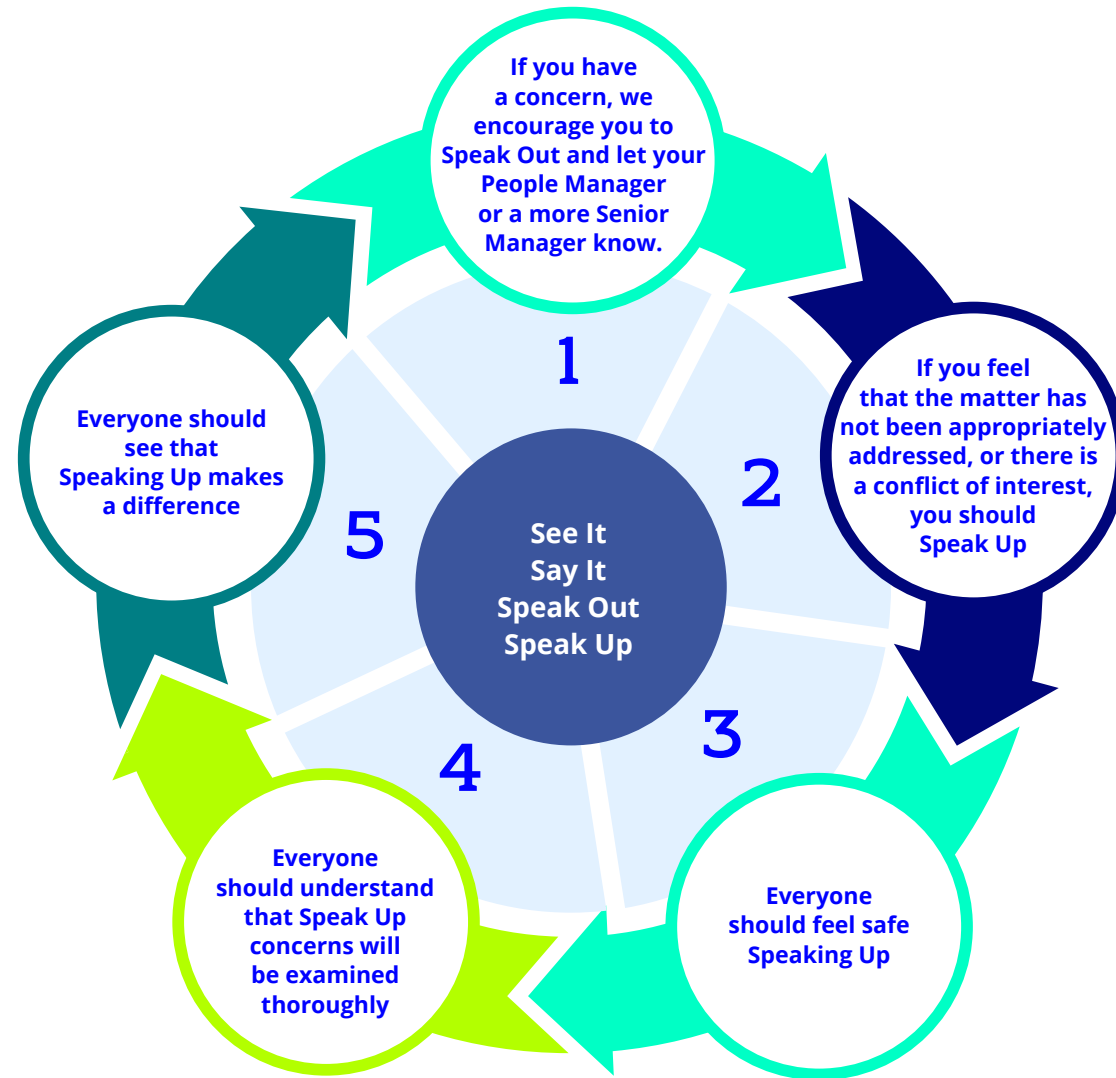 If you have
a concern, we
encourage you to
Speak Out and let your
People Manager
or a more Senior
Manager know.
1
If you feel
that the matter has
not been appropriately
addressed, or there is
a conflict of interest,
you should
Speak Up
2
Everyone
should feel safe
Speaking Up
3
Everyone
should understand
that Speak Up
concerns will
be examined
thoroughly
4
Everyone should
see that
Speaking Up makes
a difference
5
See It
Say It
Speak Out
Speak Up